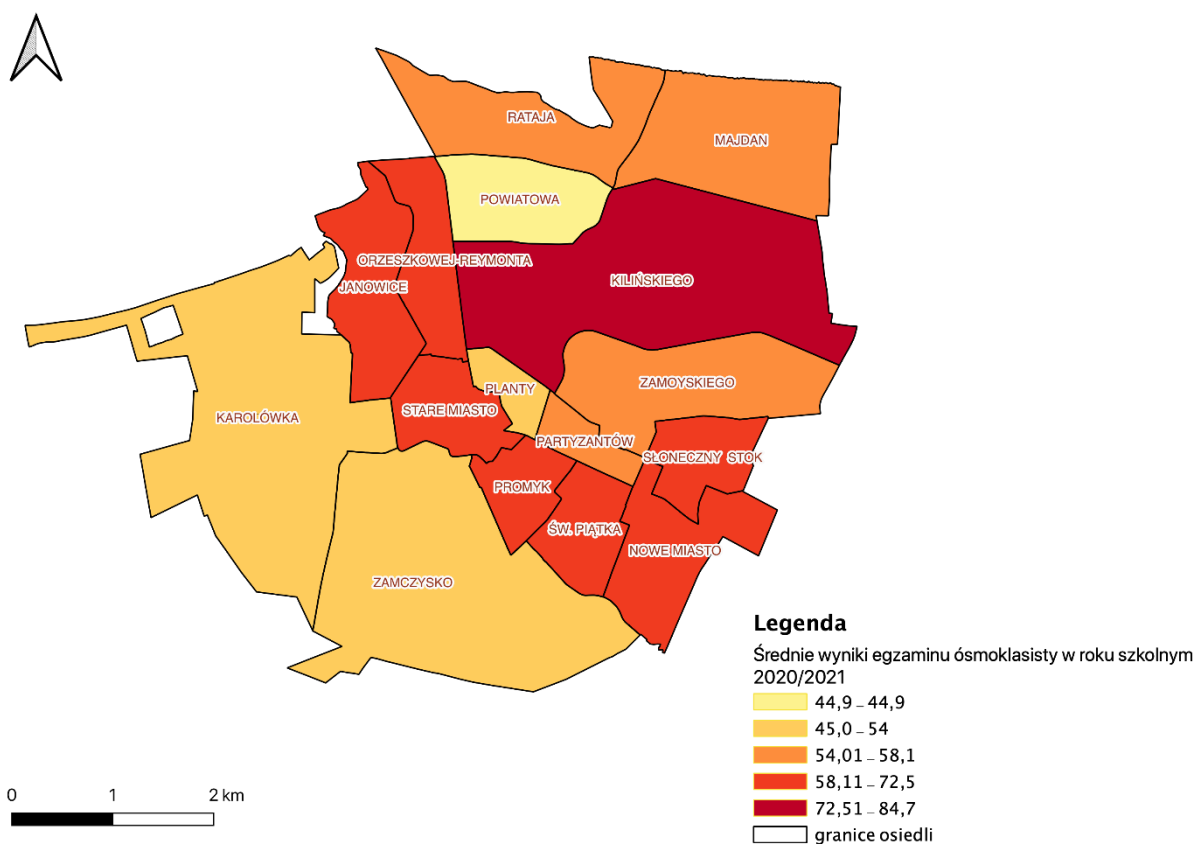 RATAJA
MAJDAN
POWIATOWA
ORZESZKOWEJ-REYMONTA
KILIŃSKIEGO
JANOWICE
ZAMOYSKIEGO
PLANTY
STARE MIASTO
KAROLÓWKA
PARTYZANTÓW
SŁONECZNY STOK
PROMYK
ŚW. PIĄTKA
NOWE MIASTO
ZAMCZYSKO
Legenda
Średnie wyniki egzaminu ósmoklasisty w roku szkolnym
2020/2021
44,9 – 44,9
45,0 – 54
54,01 – 58,1
58,11 – 72,5
72,51 – 84,7
granice osiedli
0 1 2 km